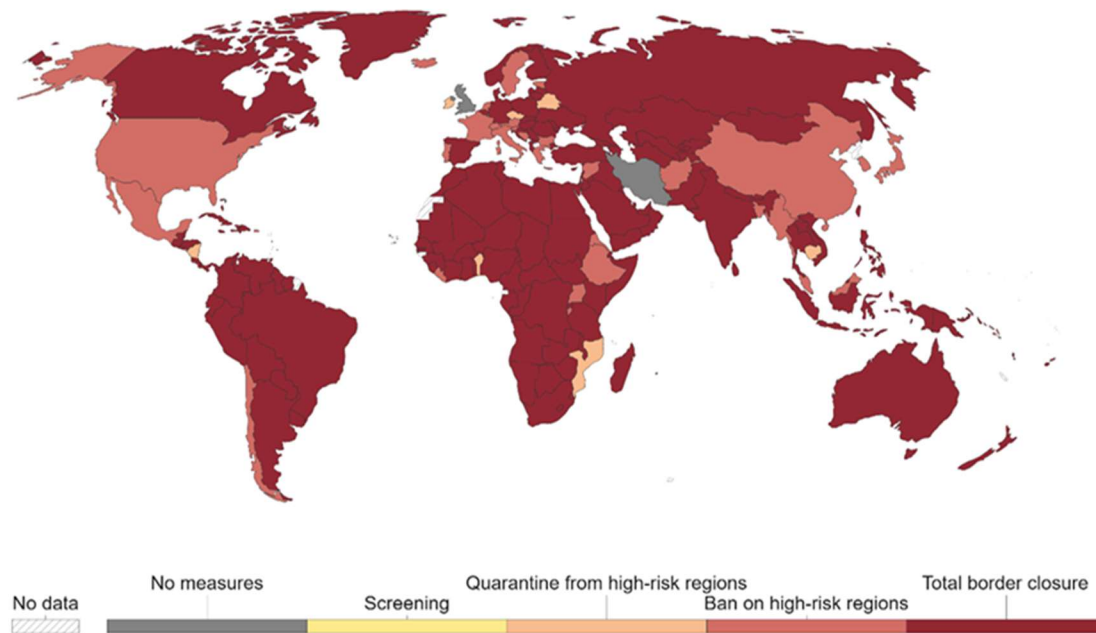 No measures
Quarantine from high-risk regions
Total border closure
No data
Screening
Ban on high-risk regions